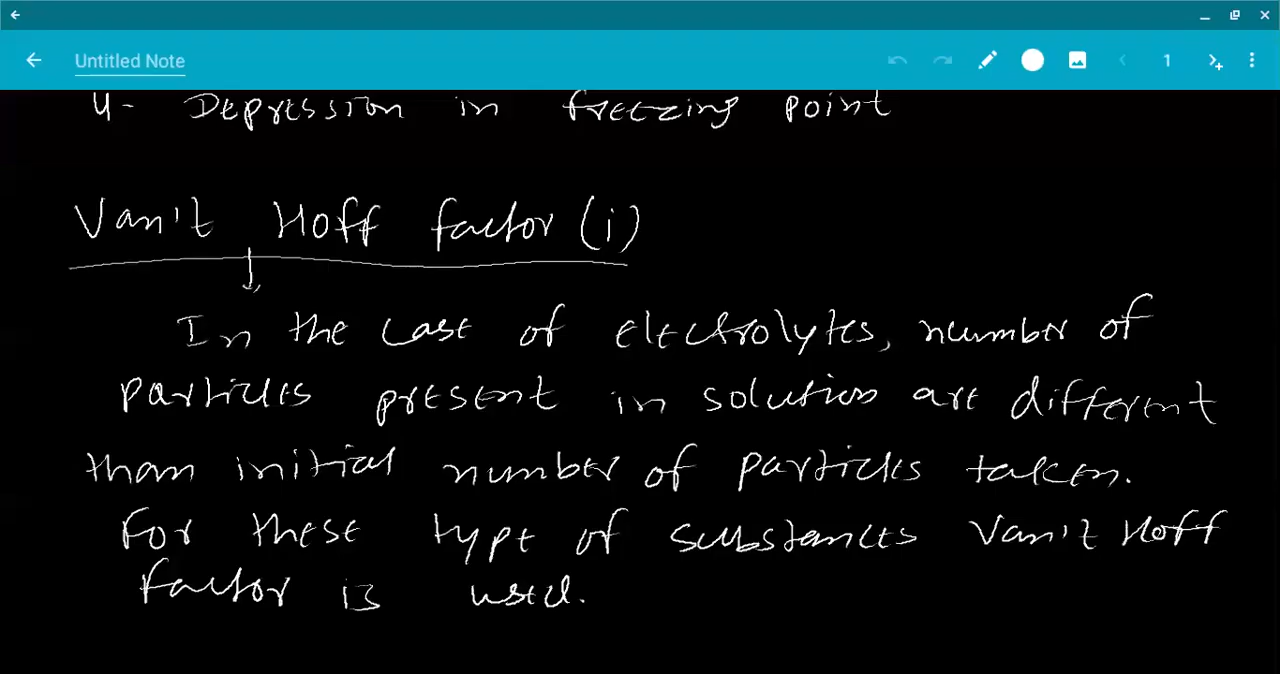 Untitled Note
1
4- Depression in freezing point
Van't Hoff factor (i)
In the case of electrolytes, number of
particles present in solution are different
than initial number of particles taken.
For these type of substances Van't Hoff
factor is used.